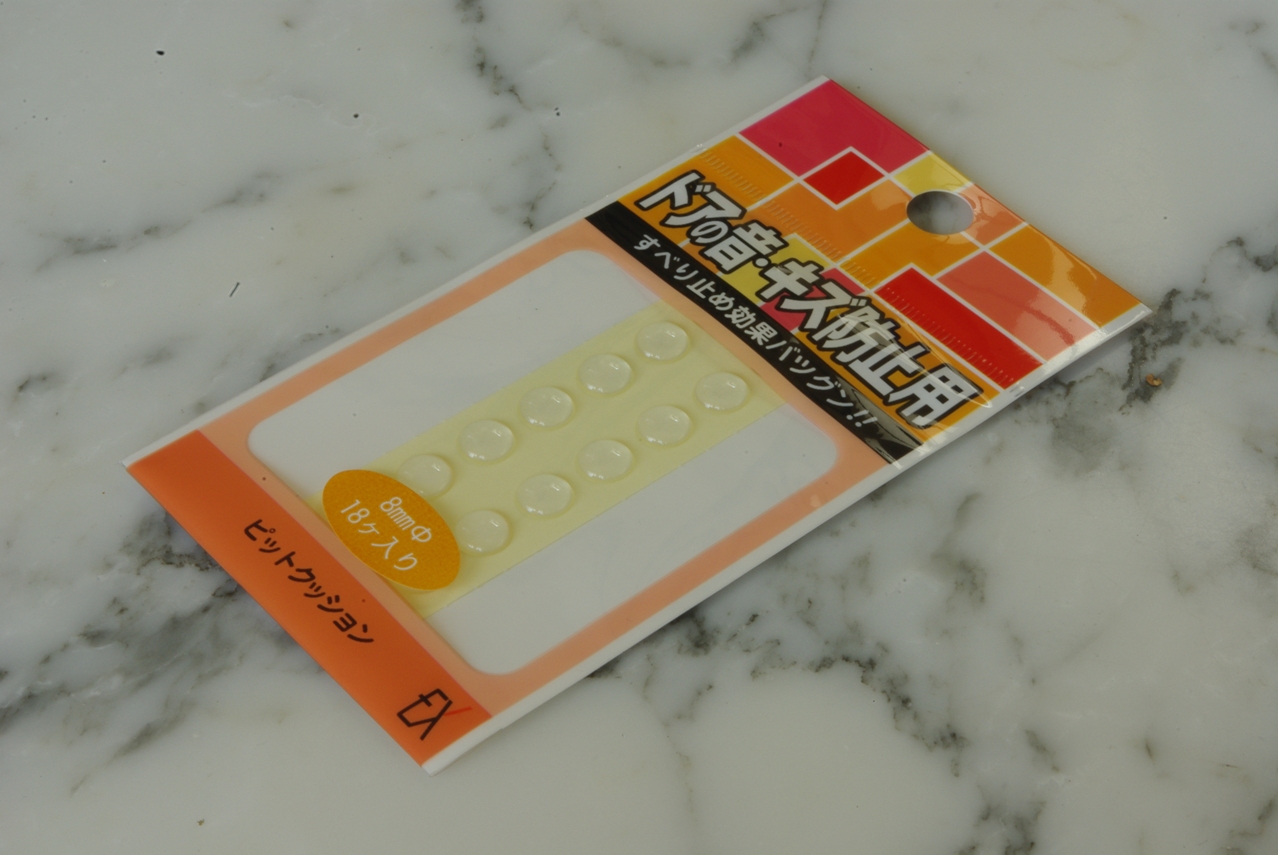 ドアの音・キズ防止用
すべり止め効果バツグン!!
8mmΦ
18ケ入り
ピットクッション
EX